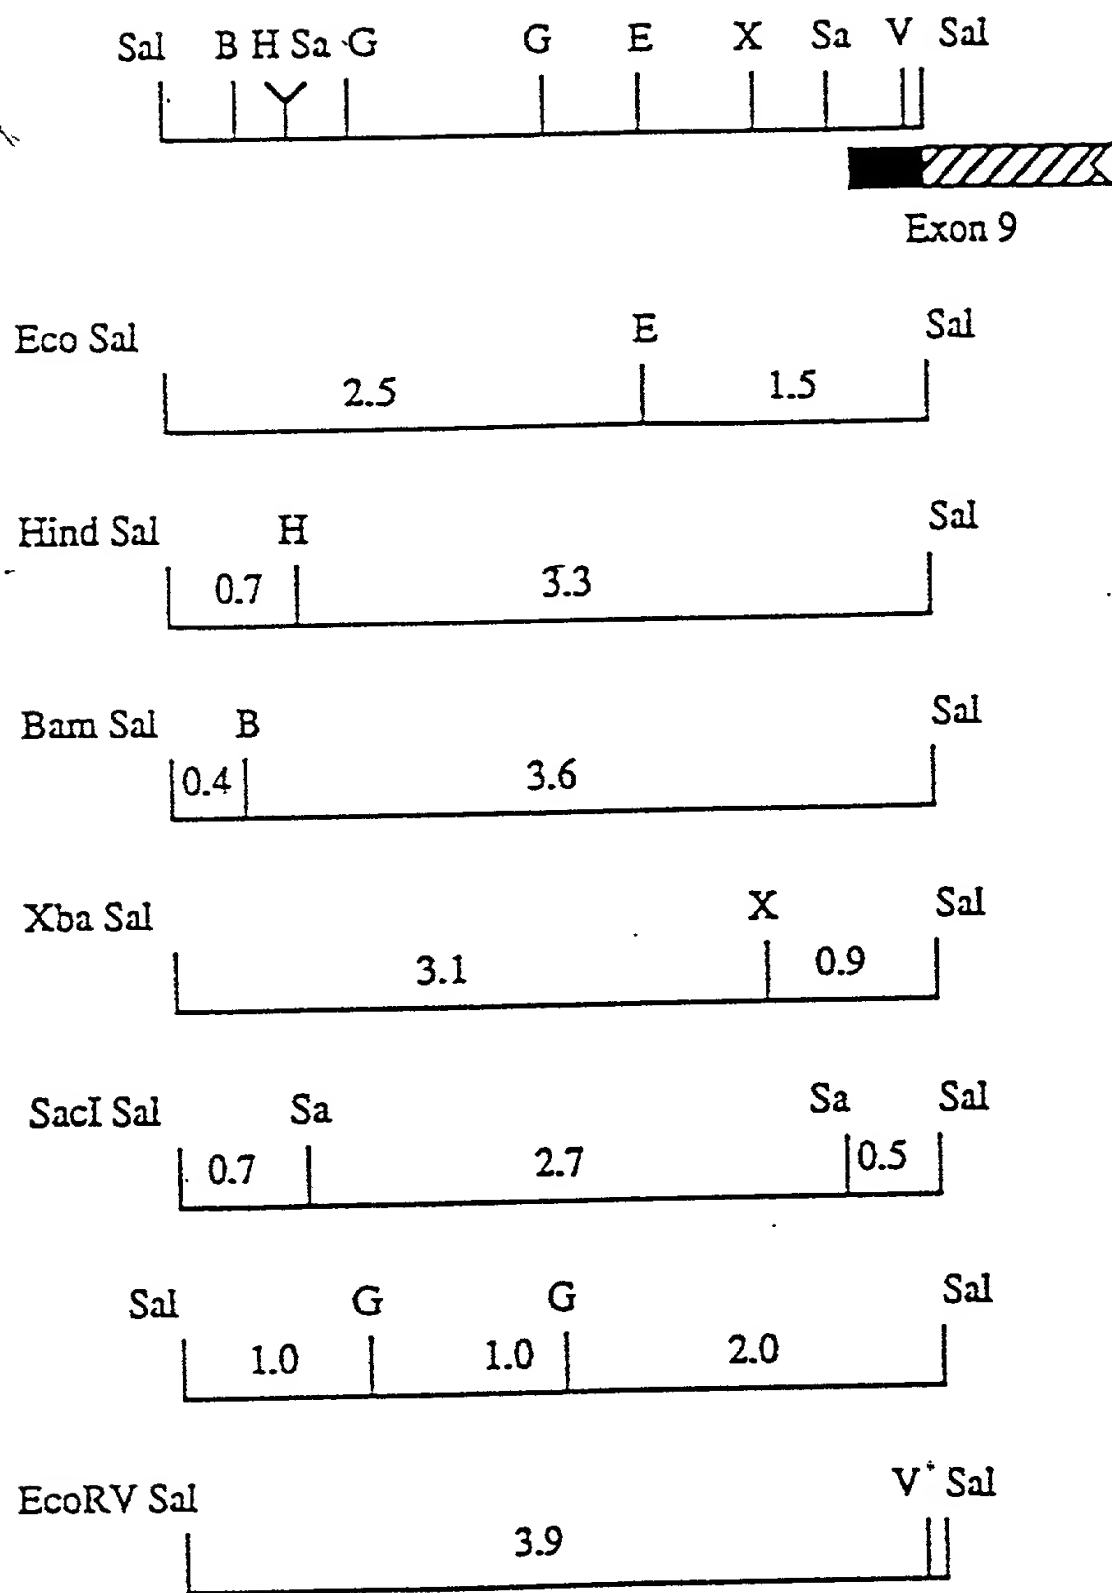 Sal B H Sa G G E X Sa V Sal
Exon 9
Eco Sal E Sal
2.5 1.5
Hind Sal H Sal
0.7 3.3
Bam Sal B Sal
0.4 3.6
Xba Sal X Sal
3.1 0.9
SacI Sal Sa Sa Sal
0.7 2.7 0.5
Sal G G Sal
1.0 1.0 2.0
EcoRV Sal V Sal
3.9